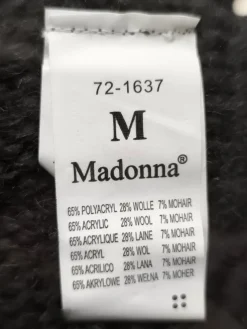 72-1637
M
Madonna®
65% POLYACRYL 28% WOLLE 7% MOHAIR
65% ACRYLIC 28% WOOL 7% MOHAIR
65% ACRYLIQUE 28% LAINE 7% MOHAIR
65% ACRYL 28% WOL 7% MOHAIR
65% ACRILICO 28% LANA 7% MOHAIR
65% AKRYLOWE 28% WEŁNA 7% MOHER